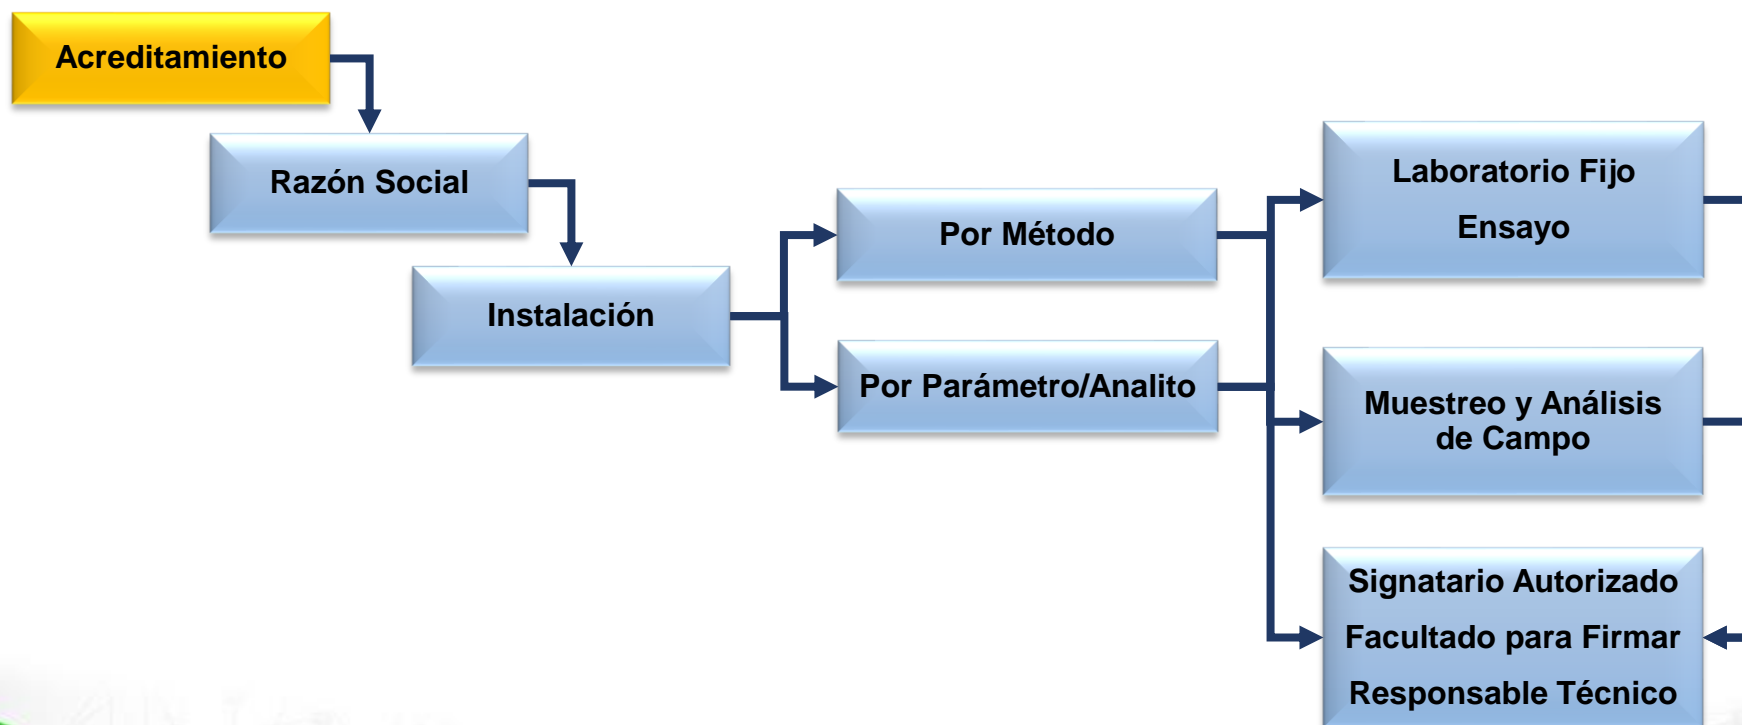 Acreditamiento
Razón Social
Instalación
Por Método
Por Parámetro/Analito
Laboratorio Fijo
Ensayo
Muestreo y Análisis
de Campo
Signatario Autorizado
Facultado para Firmar
Responsable Técnico